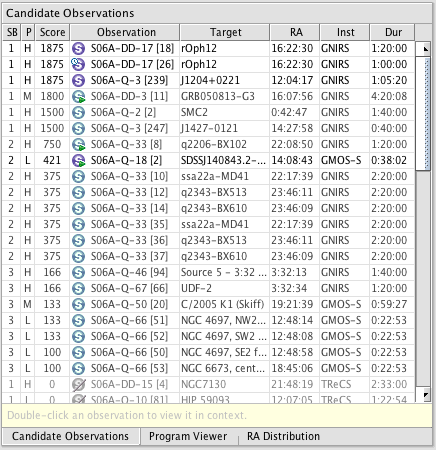 Candidate Observations
SB P Score Observation Target RA Inst Dur
1 H 1875 S06A-DD-17 [18] rOph12 16:22:30 GNIRS 1:20:00
1 H 1875 S06A-DD-17 [26] rOph12 16:22:30 GNIRS 1:00:00
1 H 1875 S06A-Q-3 [239] J1204+0221 12:04:17 GNIRS 1:05:20
1 M 1800 S06A-DD-3 [11] GRB050813-G3 16:07:56 GNIRS 4:20:08
1 H 1500 S06A-Q-2 [2] SMC2 0:42:47 GNIRS 1:40:00
1 H 1500 S06A-Q-3 [247] J1427-0121 14:27:58 GNIRS 0:40:00
2 H 750 S06A-Q-33 [8] q2206-BX102 22:08:50 GNIRS 1:20:00
2 L 421 S06A-Q-18 [2] SDSSJ140843.2-... 14:08:43 GMOS-S 0:38:02
2 H 375 S06A-Q-33 [10] ssa22a-MD41 22:17:39 GNIRS 2:20:00
2 H 375 S06A-Q-33 [12] q2343-BX513 23:46:11 GNIRS 2:20:00
2 H 375 S06A-Q-33 [14] q2343-BX610 23:46:09 GNIRS 2:20:00
2 H 375 S06A-Q-33 [35] ssa22a-MD41 22:17:39 GNIRS 2:20:00
2 H 375 S06A-Q-33 [36] q2343-BX513 23:46:11 GNIRS 2:20:00
2 H 375 S06A-Q-33 [37] q2343-BX610 23:46:09 GNIRS 2:20:00
3 H 166 S06A-Q-46 [94] Source 5 - 3:32 ... 3:32:13 GNIRS 1:40:00
3 H 166 S06A-Q-67 [66] UDF-2 3:32:34 GNIRS 1:20:00
3 M 133 S06A-Q-50 [20] C/2005 K1 (Skiff) 19:21:39 GMOS-S 0:59:27
3 L 133 S06A-Q-66 [51] NGC 4697, NW2... 12:48:14 GMOS-S 0:22:53
3 L 133 S06A-Q-66 [52] NGC 4697, SW2 ... 12:48:08 GMOS-S 0:22:53
3 L 100 S06A-Q-66 [50] NGC 4697, SE2 f... 12:48:58 GMOS-S 0:22:53
3 L 100 S06A-Q-66 [53] NGC 6673, cent... 18:45:06 GMOS-S 0:22:53
1 H 0 S06A-DD-15 [4] NGC7130 21:48:19 TReCS 2:33:00
1 L 0 S06A-Q-10 [81] HIP 59093 12:07:05 TReCS 1:22:54
Double-click an observation to view it in context.
Candidate Observations Program Viewer RA Distribution